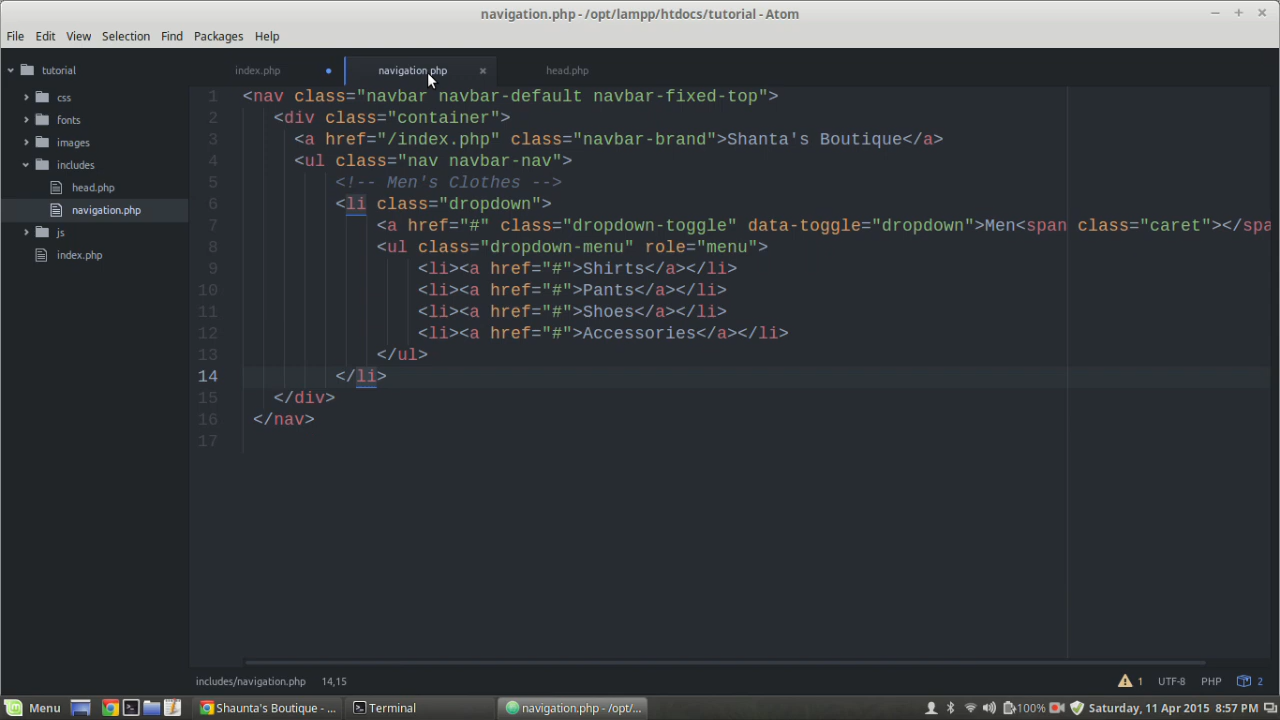 navigation.php - /opt/lampp/htdocs/tutorial - Atom
File Edit View Selection Find Packages Help
tutorial
css
fonts
images
includes
head.php
navigation.php
js
index.php
index.php navigation.php head.php
1 <nav class="navbar navbar-default navbar-fixed-top">
2 <div class="container">
3 <a href="/index.php" class="navbar-brand">Shanta's Boutique</a>
4 <ul class="nav navbar-nav">
5 <!-- Men's Clothes -->
6 <li class="dropdown">
7 <a href="#" class="dropdown-toggle" data-toggle="dropdown">Men<span class="caret"></spa
8 <ul class="dropdown-menu" role="menu">
9 <li><a href="#">Shirts</a></li>
10 <li><a href="#">Pants</a></li>
11 <li><a href="#">Shoes</a></li>
12 <li><a href="#">Accessories</a></li>
13 </ul>
14 </li>
15 </div>
16 </nav>
17
includes/navigation.php 14,15 1 UTF-8 PHP 2
Menu Shaunta's Boutique - ... Terminal navigation.php - /opt/... 100% Saturday, 11 Apr 2015 8:57 PM